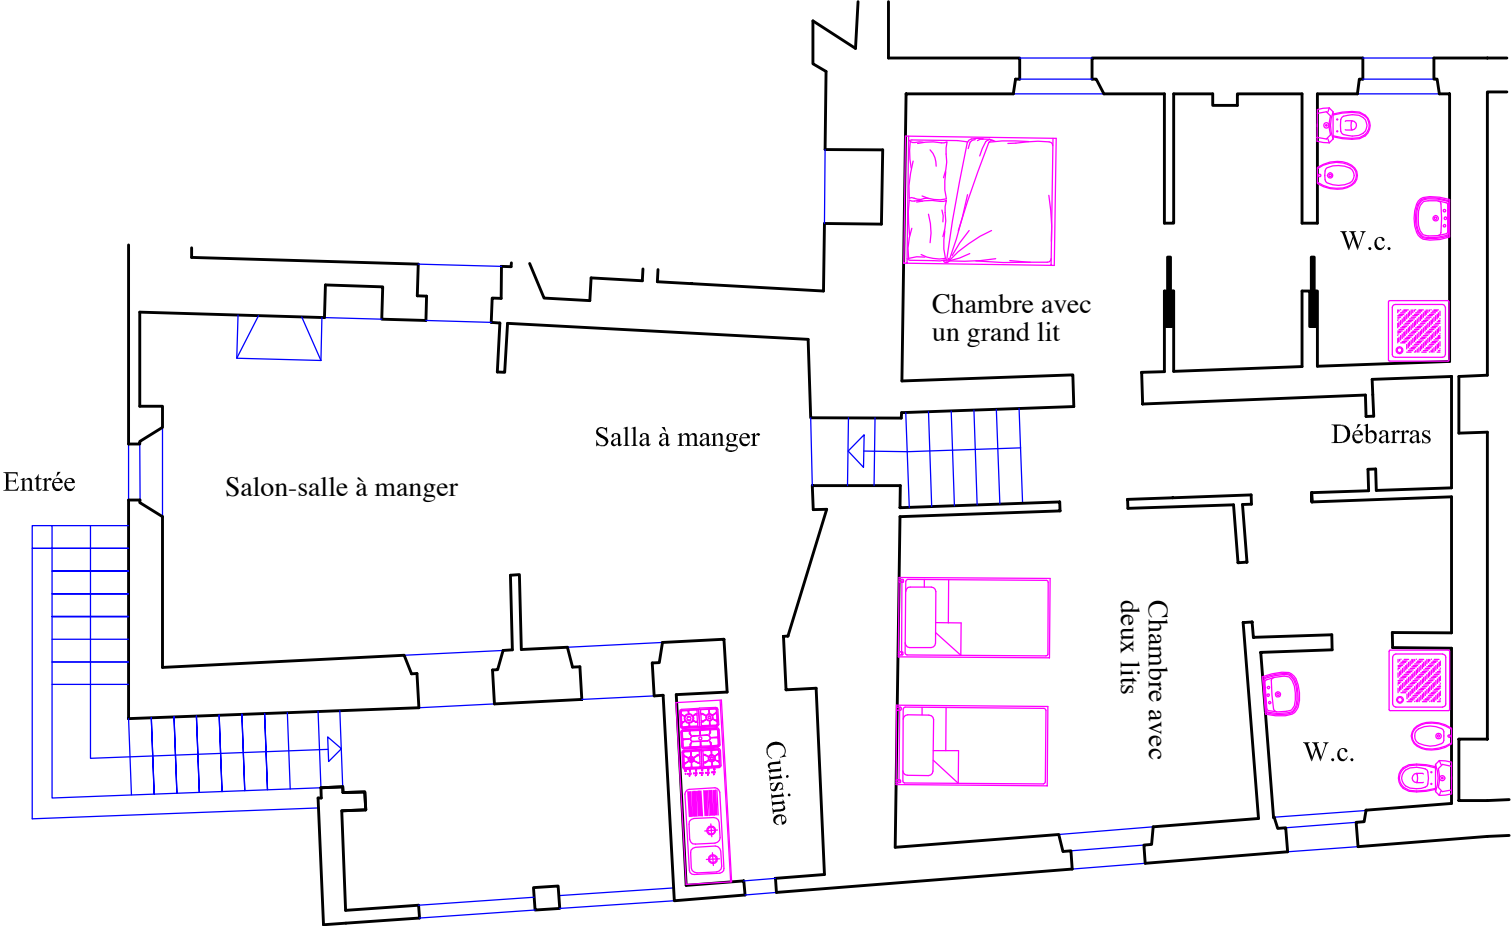 W.c.
Chambre avec
un grand lit
Salla à manger
Débarras
Entrée
Salon-salle à manger
Chambre avec
deux lits
Cuisine
W.c.